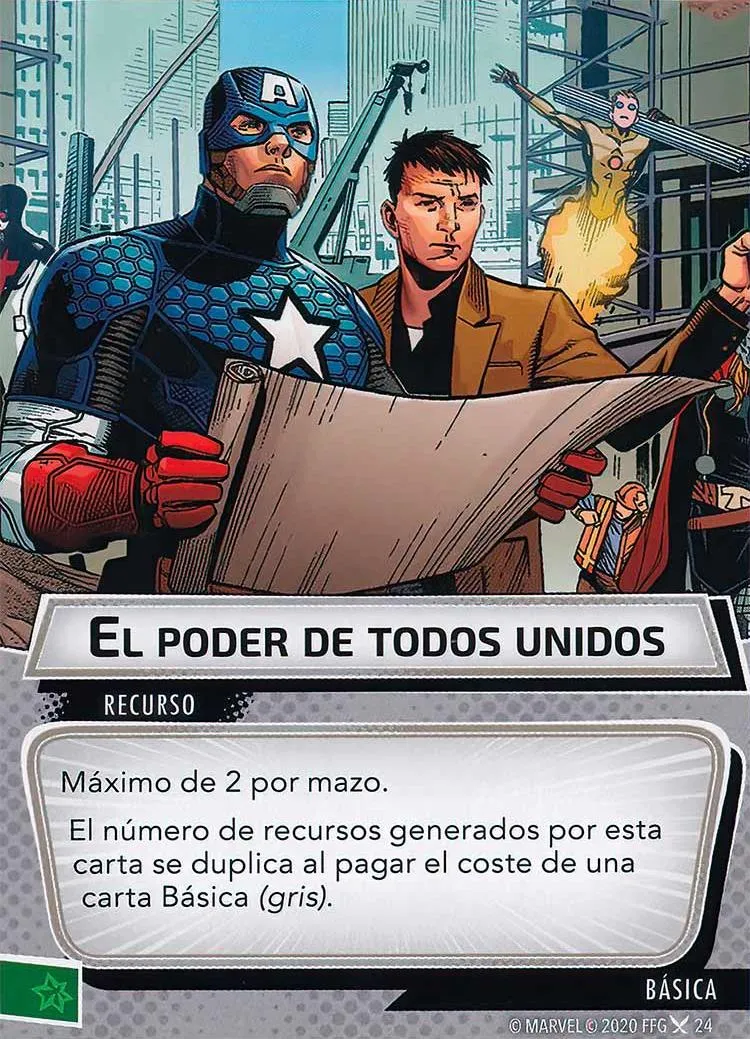 A
EL PODER DE TODOS UNIDOS
RECURSO
Máximo de 2 por mazo.
El número de recursos generados por esta
carta se duplica al pagar el coste de una
carta Básica (gris).
BÁSICA
© MARVEL © 2020 FFG 24